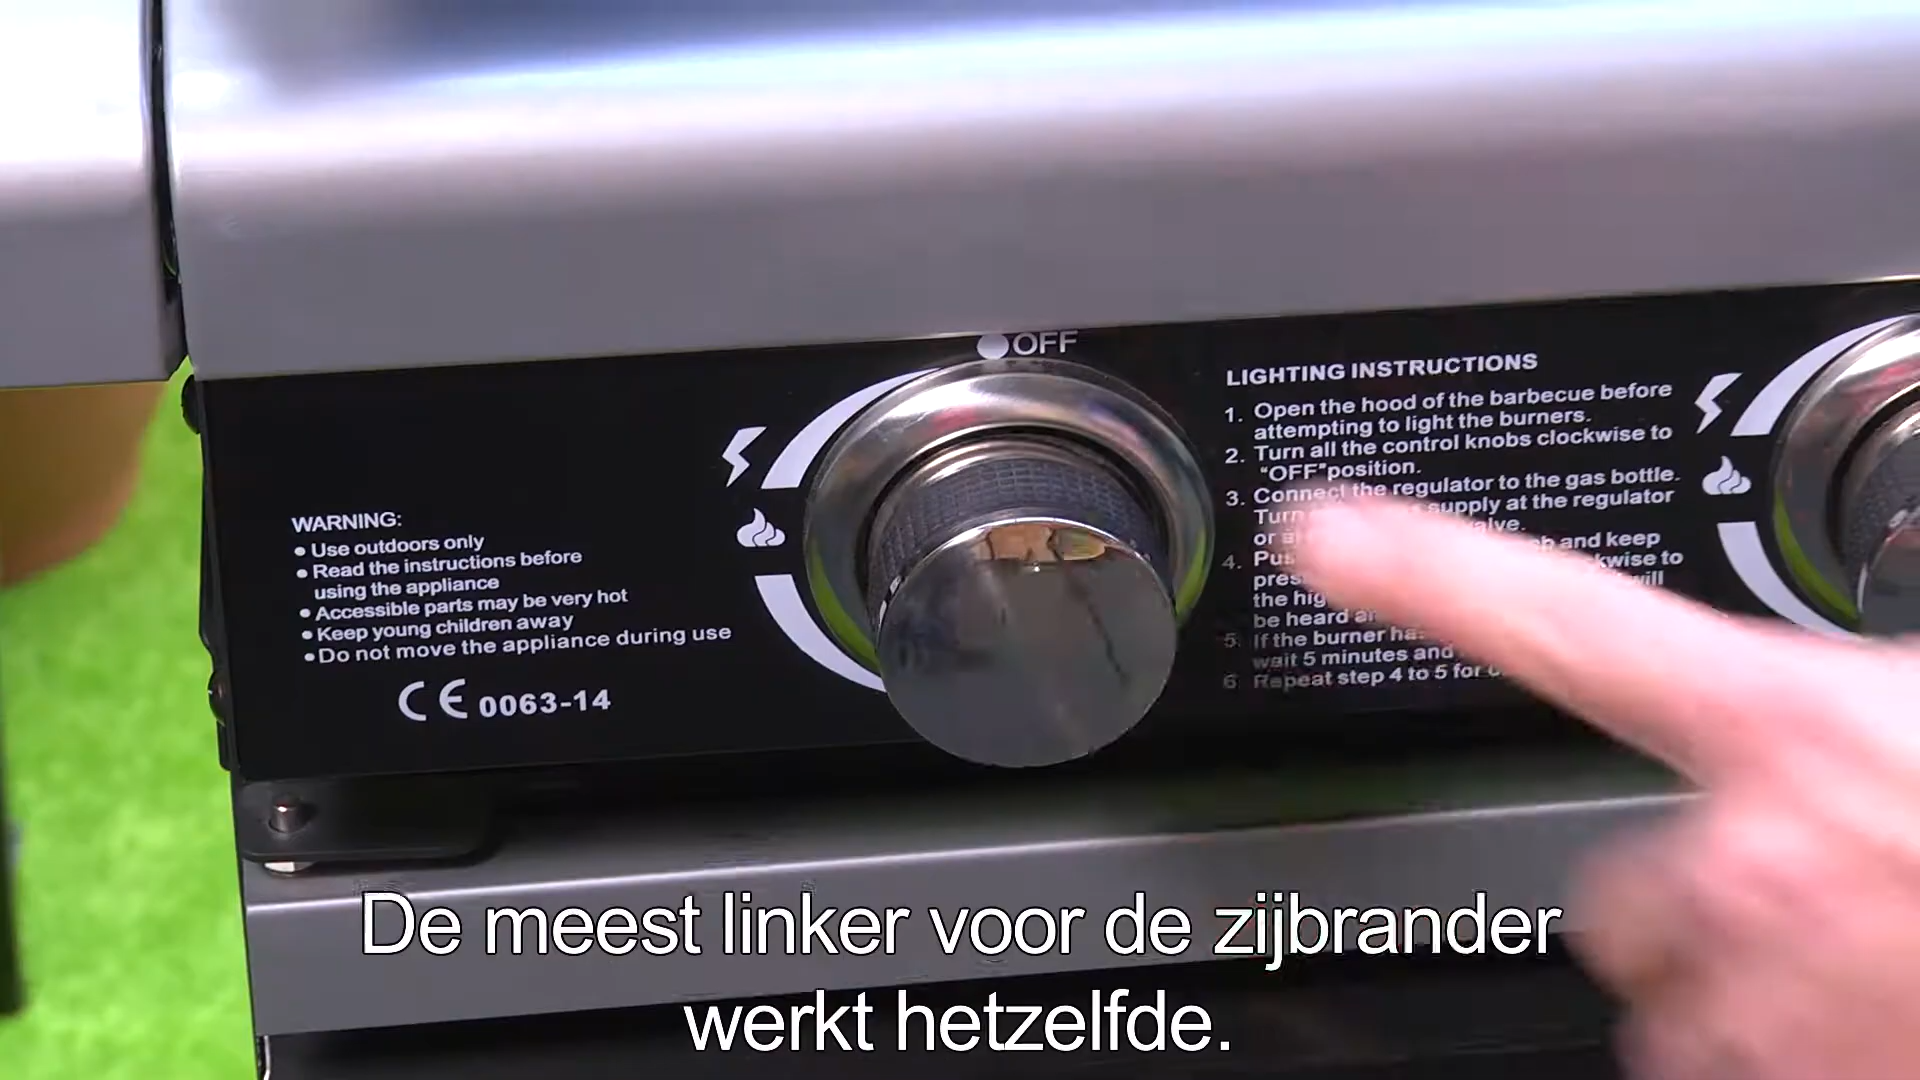 OFF
WARNING:
• Use outdoors only
• Read the instructions before
using the appliance
• Accessible parts may be very hot
• Keep young children away
• Do not move the appliance during use
CE 0063-14
LIGHTING INSTRUCTIONS
1. Open the hood of the barbecue before
attempting to light the burners.
2. Turn all the control knobs clockwise to
"OFF"position.
3. Connect the regulator to the gas bottle.
Turn supply at the regulator
or
4. and keep
to
the
be heard
5. If the burner
wait 5 minutes and
6 Repeat step 4 to 5 for
De meest linker voor de zijbrander
werkt hetzelfde.